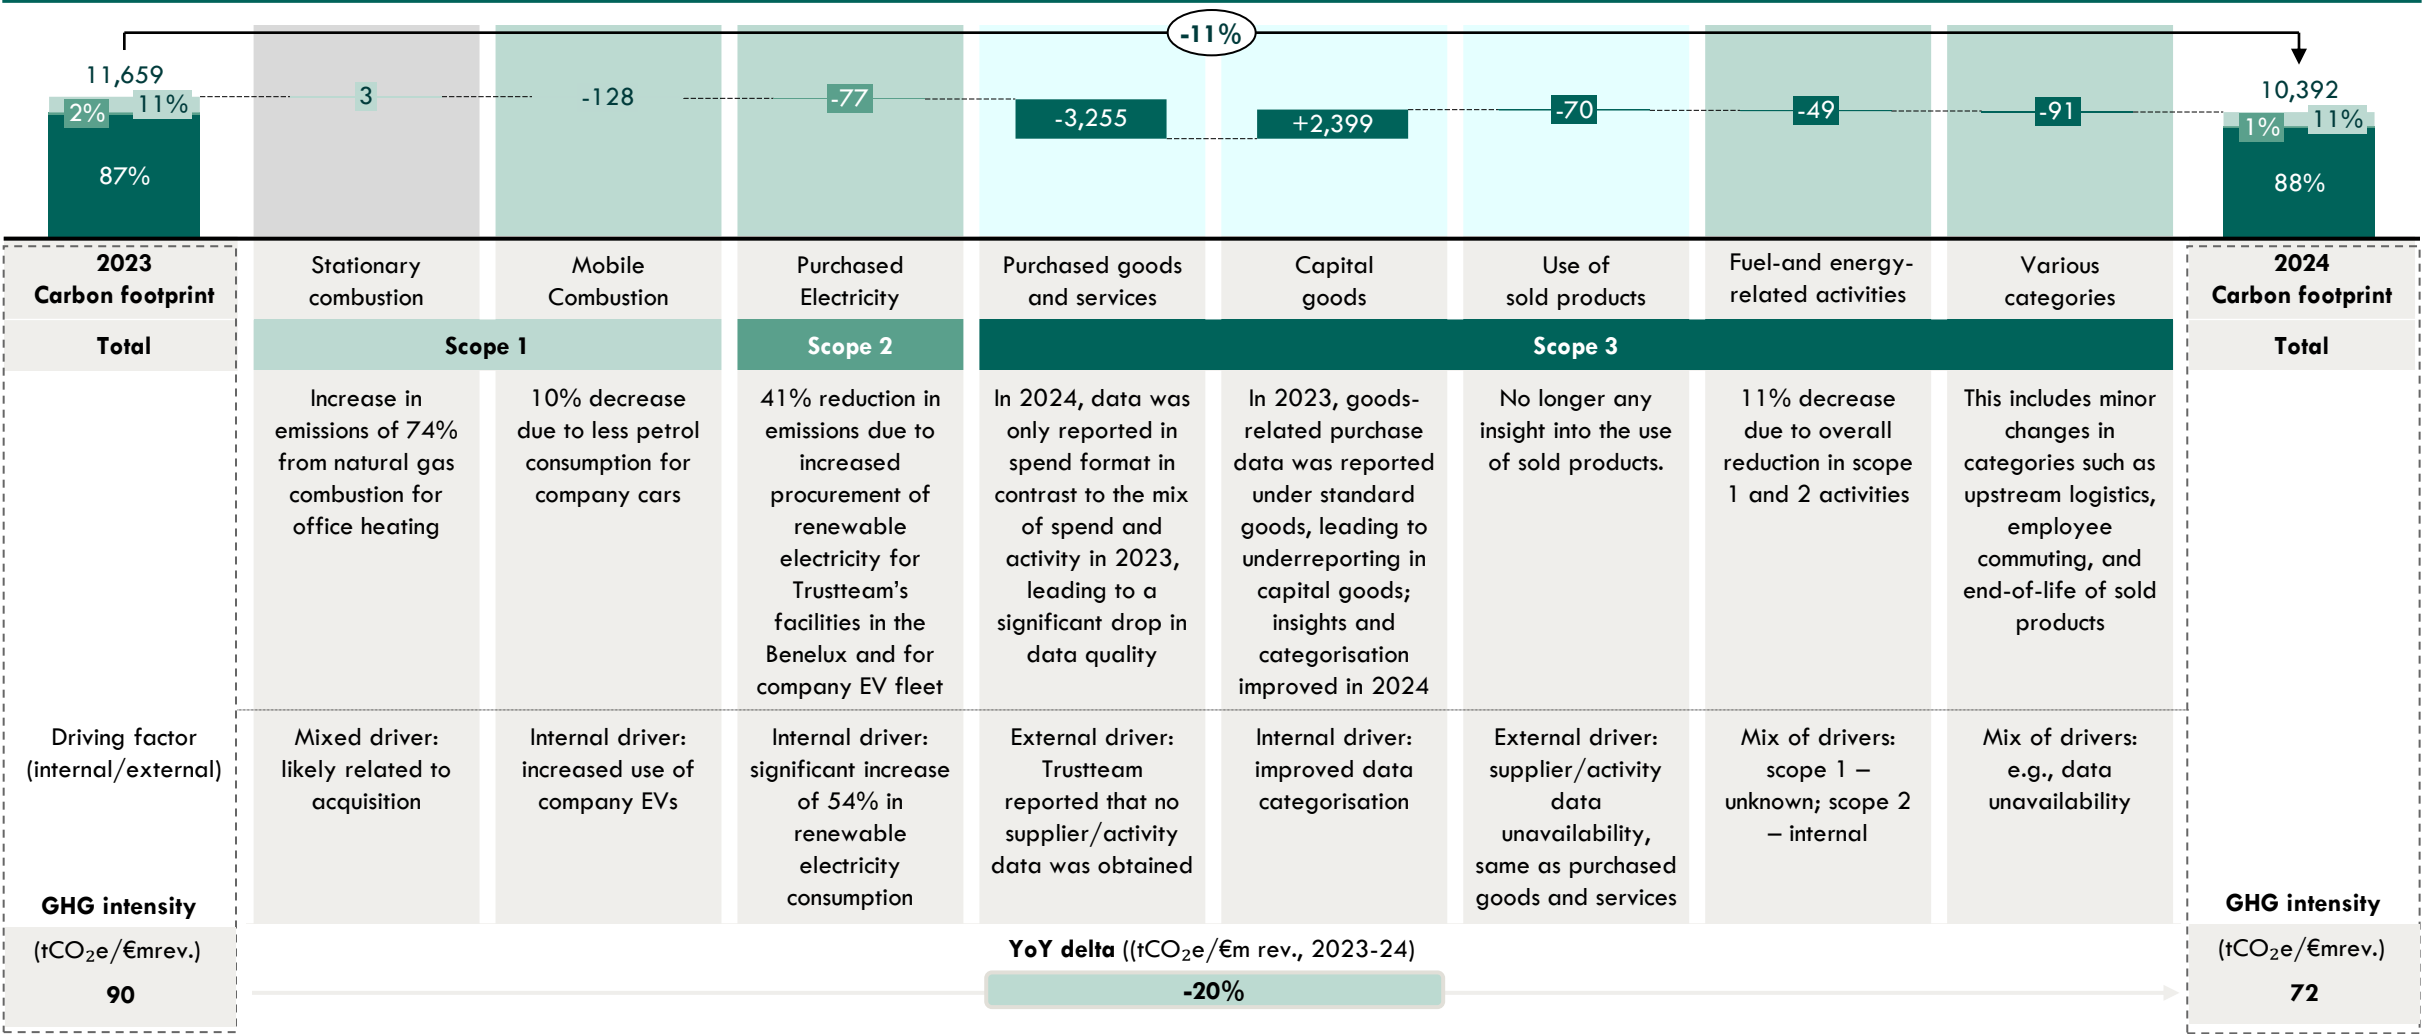 -11%
11,659
2%
11%
87%
3
-128
-77
-3,255
+2,399
-70
-49
-91
10,392
1%
11%
88%
2023
Carbon footprint
Stationary
combustion
Mobile
Combustion
Purchased
Electricity
Purchased goods
and services
Capital
goods
Use of
sold products
Fuel-and energy-
related activities
Various
categories
2024
Carbon footprint
Total
Scope 1
Scope 2
Scope 3
Total
Increase in
emissions of 74%
from natural gas
combustion for
office heating
10% decrease
due to less petrol
consumption for
company cars
41% reduction in
emissions due to
increased
procurement of
renewable
electricity for
Trustteam's
facilities in the
Benelux and for
company EV fleet
In 2024, data was
only reported in
spend format in
contrast to the mix
of spend and
activity in 2023,
leading to a
significant drop in
data quality
In 2023, goods-
related purchase
data was reported
under standard
goods, leading to
underreporting in
capital goods;
insights and
categorisation
improved in 2024
No longer any
insight into the use
of sold products.
11% decrease
due to overall
reduction in scope
1 and 2 activities
This includes minor
changes in
categories such as
upstream logistics,
employee
commuting, and
end-of-life of sold
products
Driving factor
(internal/external)
Mixed driver:
likely related to
acquisition
Internal driver:
increased use of
company EVs
Internal driver:
significant increase
of 54% in
renewable
electricity
consumption
External driver:
Trustteam
reported that no
supplier/activity
data was obtained
Internal driver:
improved data
categorisation
External driver:
supplier/activity
data
unavailability,
same as purchased
goods and services
Mix of drivers:
scope 1 –
unknown; scope 2
– internal
Mix of drivers:
e.g., data
unavailability
GHG intensity
(tCO₂e/€mrev.)
90
YoY delta ((tCO₂e/€m rev., 2023-24)
-20%
GHG intensity
(tCO₂e/€mrev.)
72